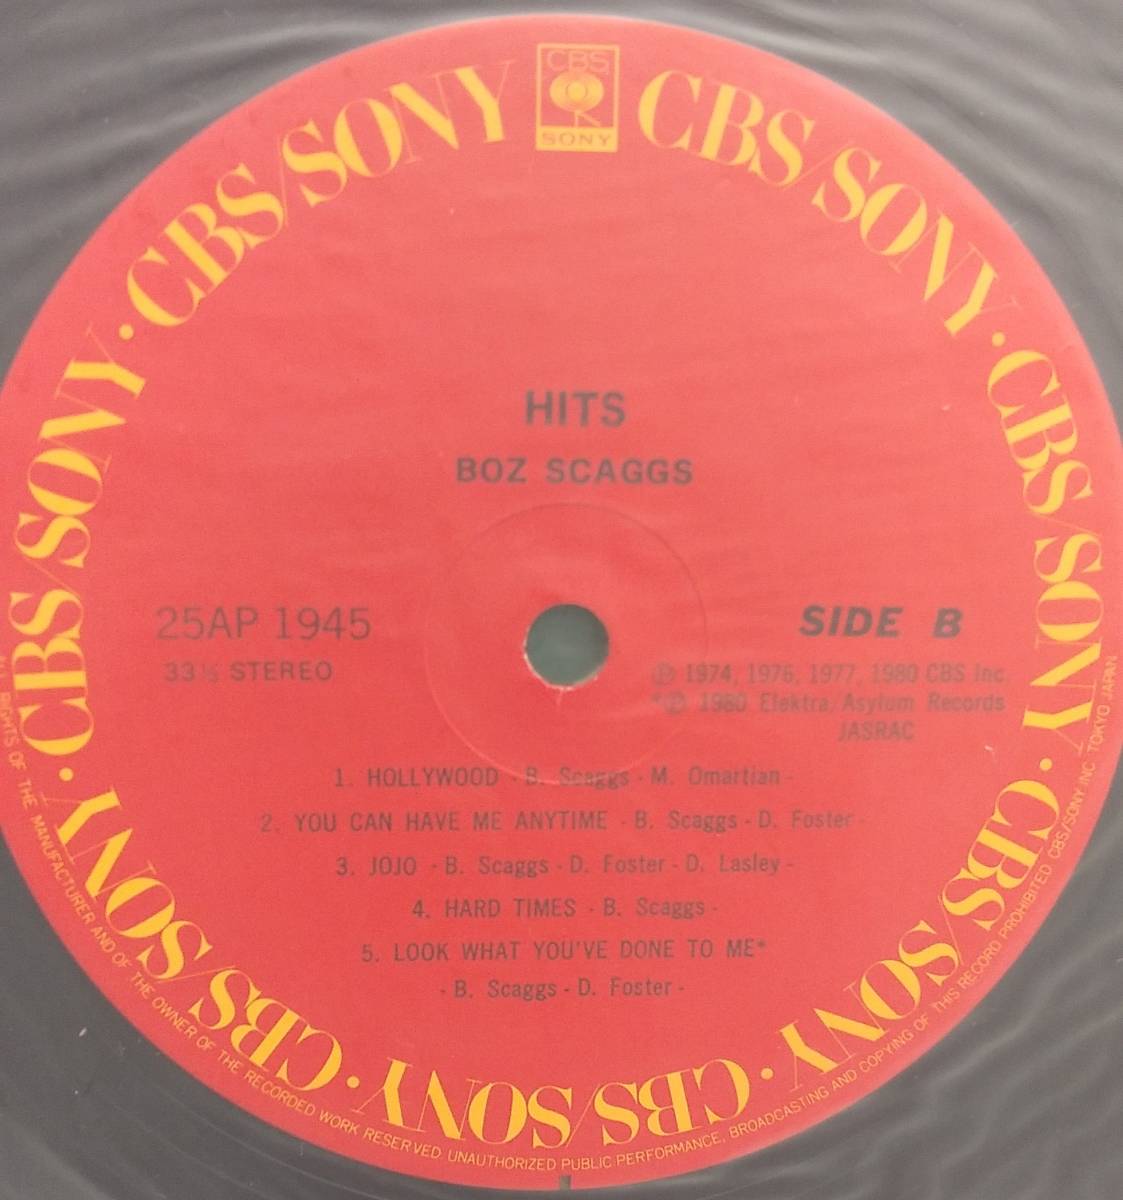 CBS
SONY
CBS/SONY · CBS/SONY · CBS/SONY · CBS/SONY · CBS/SONY · CBS/SONY · CBS/SONY · CBS/SONY
HITS
BOZ SCAGGS
25AP 1945
SIDE B
33⅓ STEREO
Ⓟ 1974, 1976, 1977, 1980 CBS Inc.
*Ⓟ 1980 Elektra/Asylum Records
JASRAC
1. HOLLYWOOD - B. Scaggs - M. Omartian -
2. YOU CAN HAVE ME ANYTIME - B. Scaggs - D. Foster -
3. JOJO - B. Scaggs - D. Foster - D. Lasley -
4. HARD TIMES - B. Scaggs -
5. LOOK WHAT YOU'VE DONE TO ME*
- B. Scaggs - D. Foster -
ALL RIGHTS OF THE MANUFACTURER AND OF THE OWNER OF THE RECORDED WORK RESERVED. UNAUTHORIZED PUBLIC PERFORMANCE, BROADCASTING AND COPYING OF THIS RECORD PROHIBITED CBS/SONY INC. TOKYO JAPAN